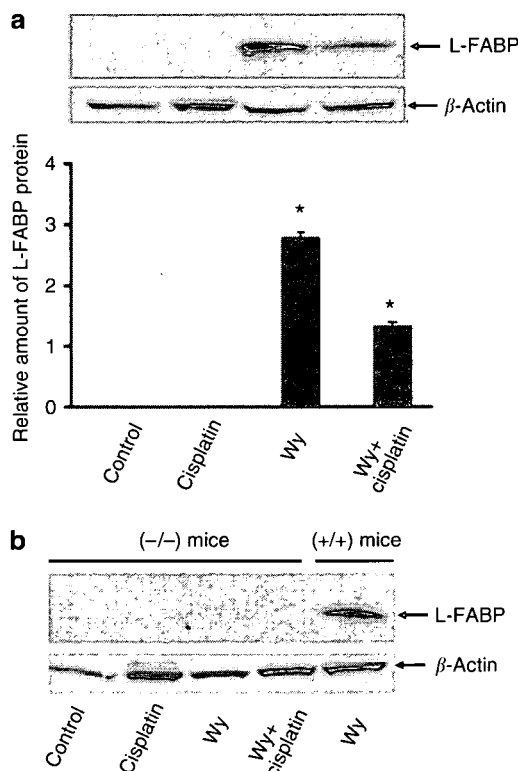 a
L-FABP
β-Actin
Relative amount of L-FABP protein
4
3
2
1
0
*
*
Control
Cisplatin
Wy
Wy+
cisplatin
b
(–/–) mice
(+/+) mice
L-FABP
β-Actin
Control
Cisplatin
Wy
Wy+
cisplatin
Wy